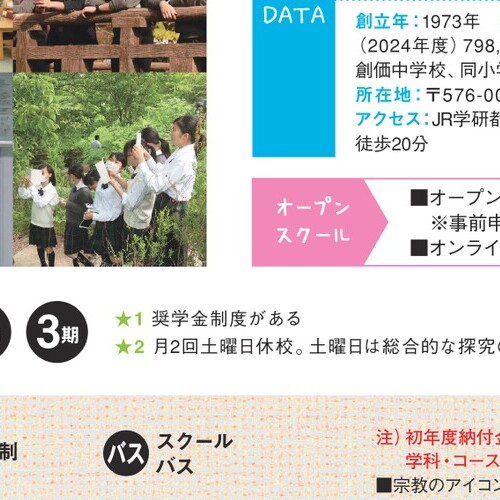 DATA
創立年：1973年
（2024年度）798,
創価中学校、同小学
所在地：〒576-00
アクセス：JR学研都
徒歩20分
オープン
スクール
■オープン
※事前申
■オンライ
3期
★1 奨学金制度がある
★2 月2回土曜日休校。土曜日は総合的な探究の
制
バス スクール
バス
注）初年度納付金
学科・コース
■宗教のアイコン